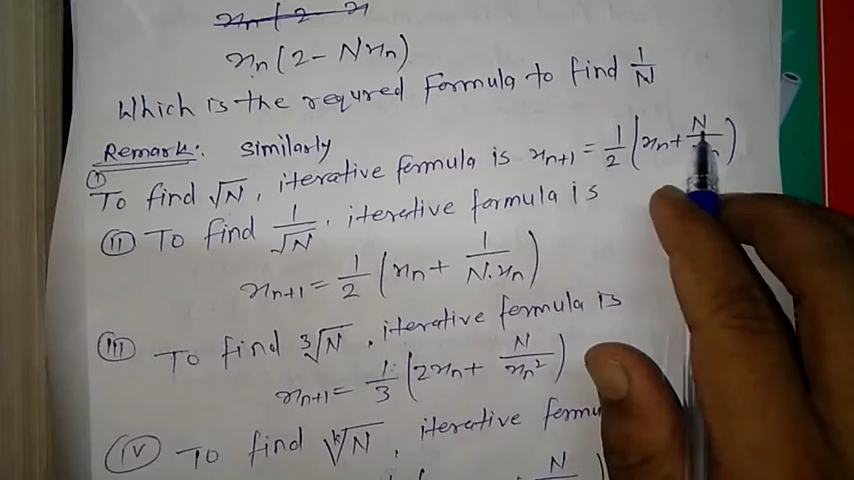 xₙ(2 - Nxₙ)
Which is the requred Formula to find 1/N
Remark: Similarly
(i) To find √N, iterative formula is xₙ₊₁ = 1/2 (xₙ + N/xₙ)
(ii) To find 1/√N, iterative formula is
xₙ₊₁ = 1/2 (xₙ + 1/(N.xₙ))
(iii) To find ³√N, iterative formula is
xₙ₊₁ = 1/3 (2xₙ + N/xₙ²)
(iv) To find ᵏ√N, iterative
N